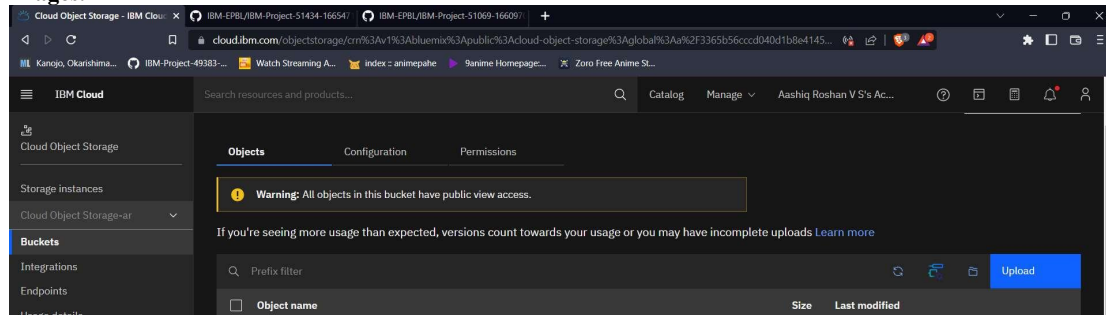 Cloud Object Storage - IBM Clou
IBM-EPBL/IBM-Project-51434-166547
IBM-EPBL/IBM-Project-51069-166097
cloud.ibm.com/objectstorage/crn%3Av1%3Abluemix%3Apublic%3Acloud-object-storage%3Aglobal%3Aa%2F3365b56cccd040d1b8e4145...
ML Kanojo, Okarishima... IBM-Project-49383-... Watch Streaming A... index :: animepahe 9anime Homepage:... Zoro Free Anime St...
IBM Cloud Search resources and products... Catalog Manage Aashiq Roshan V S's Ac...
Cloud Object Storage
Storage instances
Cloud Object Storage-ar
Buckets
Integrations
Endpoints
Usage details
Objects Configuration Permissions
Warning: All objects in this bucket have public view access.
If you're seeing more usage than expected, versions count towards your usage or you may have incomplete uploads Learn more
Prefix filter Upload
Object name Size Last modified